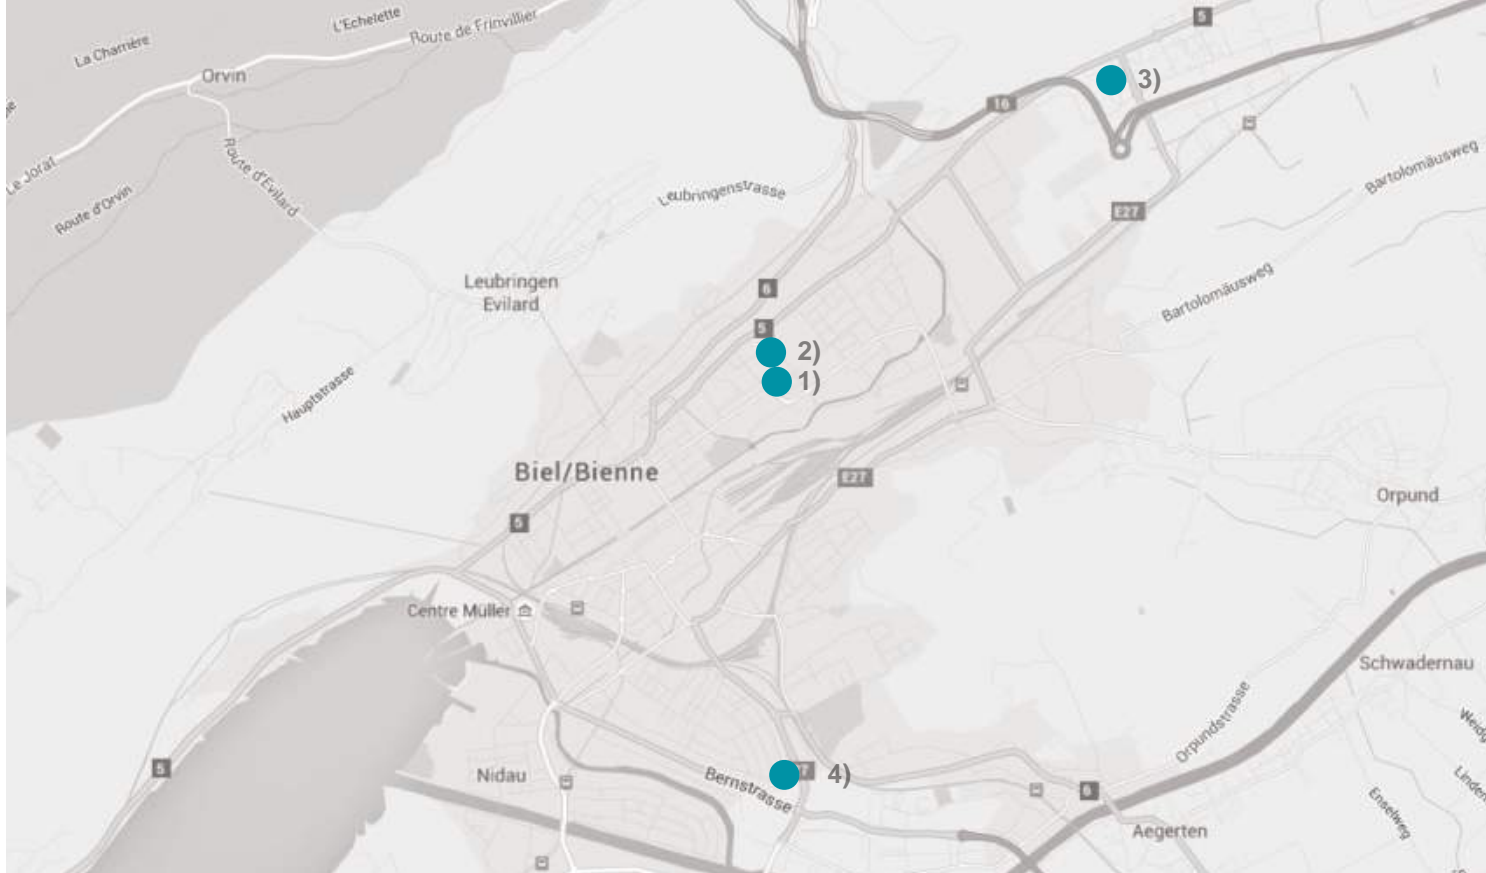 L'Echelette
Route de Frinvillier
5
La Charrière
Orvin
3)
16
Le Jorat
Route d'Evilard
Route d'Orvin
Leubringenstrasse
Bartolomäusweg
E27
Leubringen
Evilard
6
Bartolomäusweg
5
2)
1)
Hauptstrasse
Biel/Bienne
E27
Orpund
5
Centre Müller
Schwadernau
Orpundstrasse
5
Nidau
Bernstrasse
7
4)
6
Aegerten
Enselweg